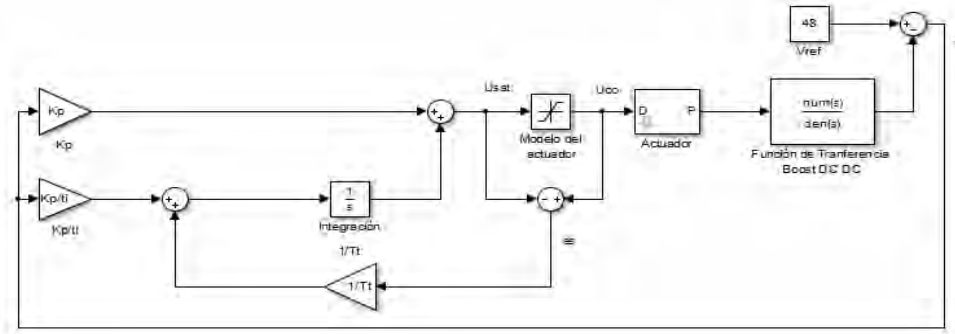 48
Vref
Kp
Kp
Usat
Modelo del
actuador
Uco
D
P
Actuador
num(s)
den(s)
Función de Tranferencia
Boost DC DC
Kp/ti
Kp/ti
1
s
Integración
1/Tt
1/Tt